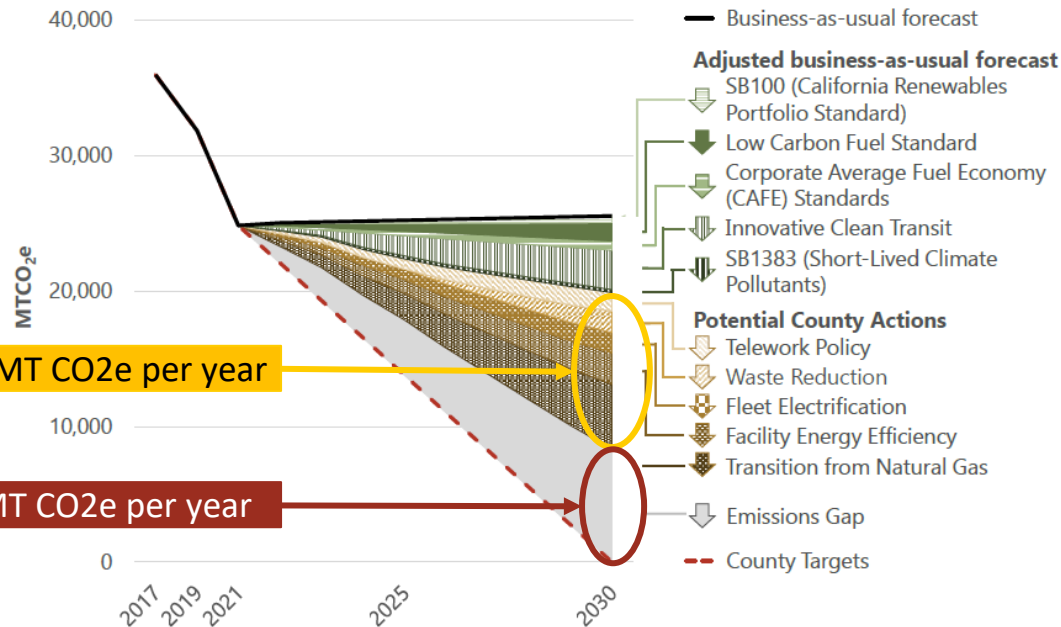 40,000
30,000
20,000
10,000
0
MTCO₂e
MT CO2e per year
MT CO2e per year
2017
2019
2021
2025
2030
Business-as-usual forecast
Adjusted business-as-usual forecast
SB100 (California Renewables
Portfolio Standard)
Low Carbon Fuel Standard
Corporate Average Fuel Economy
(CAFE) Standards
Innovative Clean Transit
SB1383 (Short-Lived Climate
Pollutants)
Potential County Actions
Telework Policy
Waste Reduction
Fleet Electrification
Facility Energy Efficiency
Transition from Natural Gas
Emissions Gap
County Targets